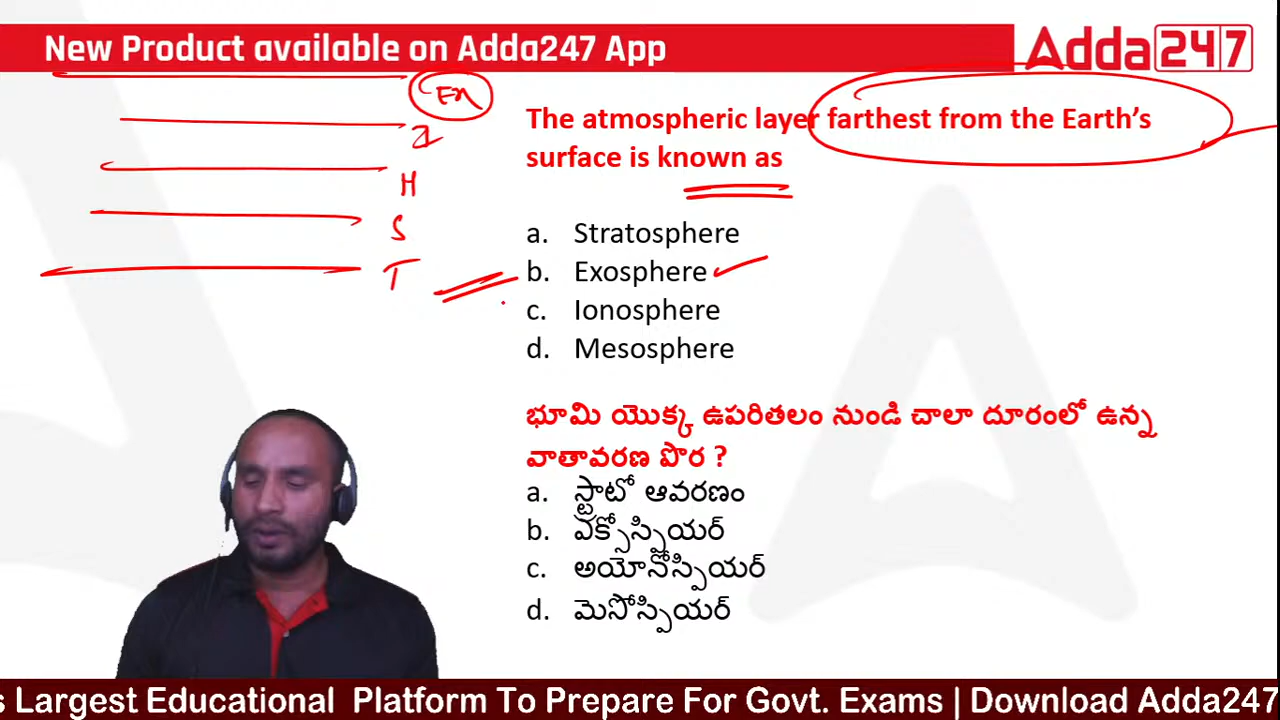 New Product available on Adda247 App
Adda247
Ex
I
M
S
T
The atmospheric layer farthest from the Earth's
surface is known as
a. Stratosphere
b. Exosphere
c. Ionosphere
d. Mesosphere
భూమి యొక్క ఉపరితలం నుండి చాలా దూరంలో ఉన్న
వాతావరణ పొర ?
a. స్ట్రాటో ఆవరణం
b. ఎక్సోస్పియర్
c. అయోనోస్పియర్
d. మెసోస్పియర్
s Largest Educational Platform To Prepare For Govt. Exams | Download Adda247